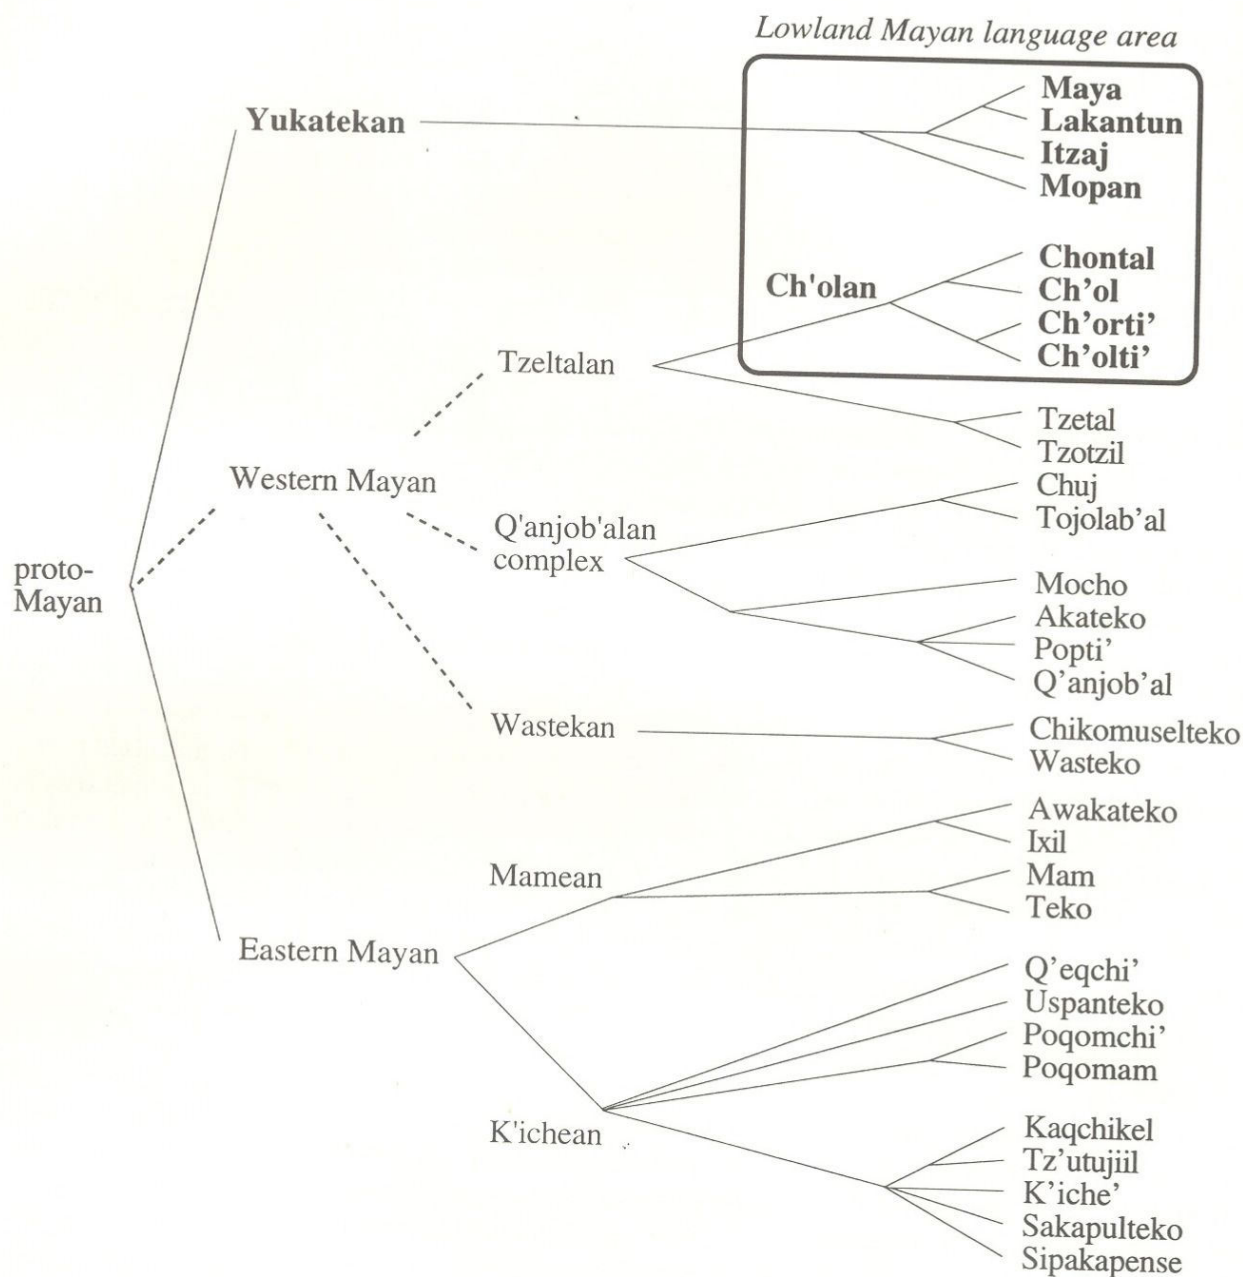 Lowland Mayan language area
Yukatekan
Maya
Lakantun
Itzaj
Mopan
Ch'olan
Chontal
Ch’ol
Ch’orti’
Ch’olti’
Tzeltalan
Tzetal
Tzotzil
Western Mayan
Q'anjob'alan
complex
Chuj
Tojolab’al
proto-
Mayan
Mocho
Akateko
Popti’
Q’anjob’al
Wastekan
Chikomuselteko
Wasteko
Mamean
Awakateko
Ixil
Mam
Teko
Eastern Mayan
K'ichean
Q’eqchi’
Uspanteko
Poqomchi’
Poqomam
Kaqchikel
Tz’utujiil
K’iche’
Sakapulteko
Sipakapense